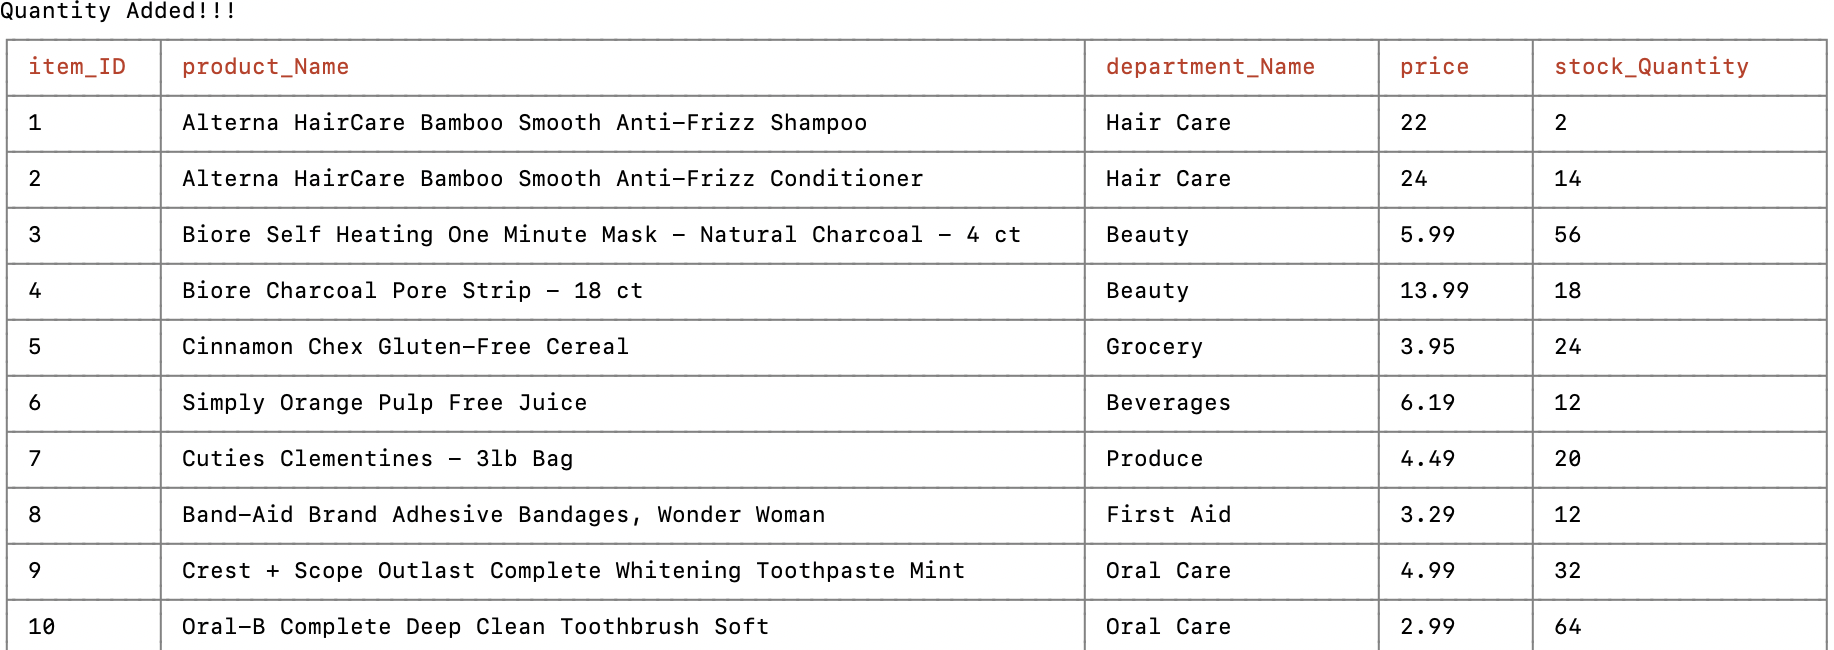 Quantity Added!!!
item_ID product_Name department_Name price stock_Quantity
1 Alterna HairCare Bamboo Smooth Anti-Frizz Shampoo Hair Care 22 2
2 Alterna HairCare Bamboo Smooth Anti-Frizz Conditioner Hair Care 24 14
3 Biore Self Heating One Minute Mask - Natural Charcoal - 4 ct Beauty 5.99 56
4 Biore Charcoal Pore Strip - 18 ct Beauty 13.99 18
5 Cinnamon Chex Gluten-Free Cereal Grocery 3.95 24
6 Simply Orange Pulp Free Juice Beverages 6.19 12
7 Cuties Clementines - 3lb Bag Produce 4.49 20
8 Band-Aid Brand Adhesive Bandages, Wonder Woman First Aid 3.29 12
9 Crest + Scope Outlast Complete Whitening Toothpaste Mint Oral Care 4.99 32
10 Oral-B Complete Deep Clean Toothbrush Soft Oral Care 2.99 64